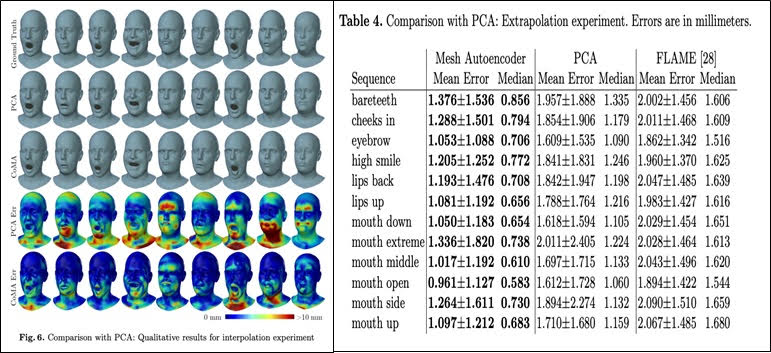 Ground Truth
PCA
CoMA
PCA Err
CoMA Err
0 mm >10 mm
Fig. 6. Comparison with PCA: Qualitative results for interpolation experiment
Table 4. Comparison with PCA: Extrapolation experiment. Errors are in millimeters.
Mesh Autoencoder PCA FLAME [28]
Sequence Mean Error Median Mean Error Median Mean Error Median
bareteeth 1.376±1.536 0.856 1.957±1.888 1.335 2.002±1.456 1.606
cheeks in 1.288±1.501 0.794 1.854±1.906 1.179 2.011±1.468 1.609
eyebrow 1.053±1.088 0.706 1.609±1.535 1.090 1.862±1.342 1.516
high smile 1.205±1.252 0.772 1.841±1.831 1.246 1.960±1.370 1.625
lips back 1.193±1.476 0.708 1.842±1.947 1.198 2.047±1.485 1.639
lips up 1.081±1.192 0.656 1.788±1.764 1.216 1.983±1.427 1.616
mouth down 1.050±1.183 0.654 1.618±1.594 1.105 2.029±1.454 1.651
mouth extreme 1.336±1.820 0.738 2.011±2.405 1.224 2.028±1.464 1.613
mouth middle 1.017±1.192 0.610 1.697±1.715 1.133 2.043±1.496 1.620
mouth open 0.961±1.127 0.583 1.612±1.728 1.060 1.894±1.422 1.544
mouth side 1.264±1.611 0.730 1.894±2.274 1.132 2.090±1.510 1.659
mouth up 1.097±1.212 0.683 1.710±1.680 1.159 2.067±1.485 1.680